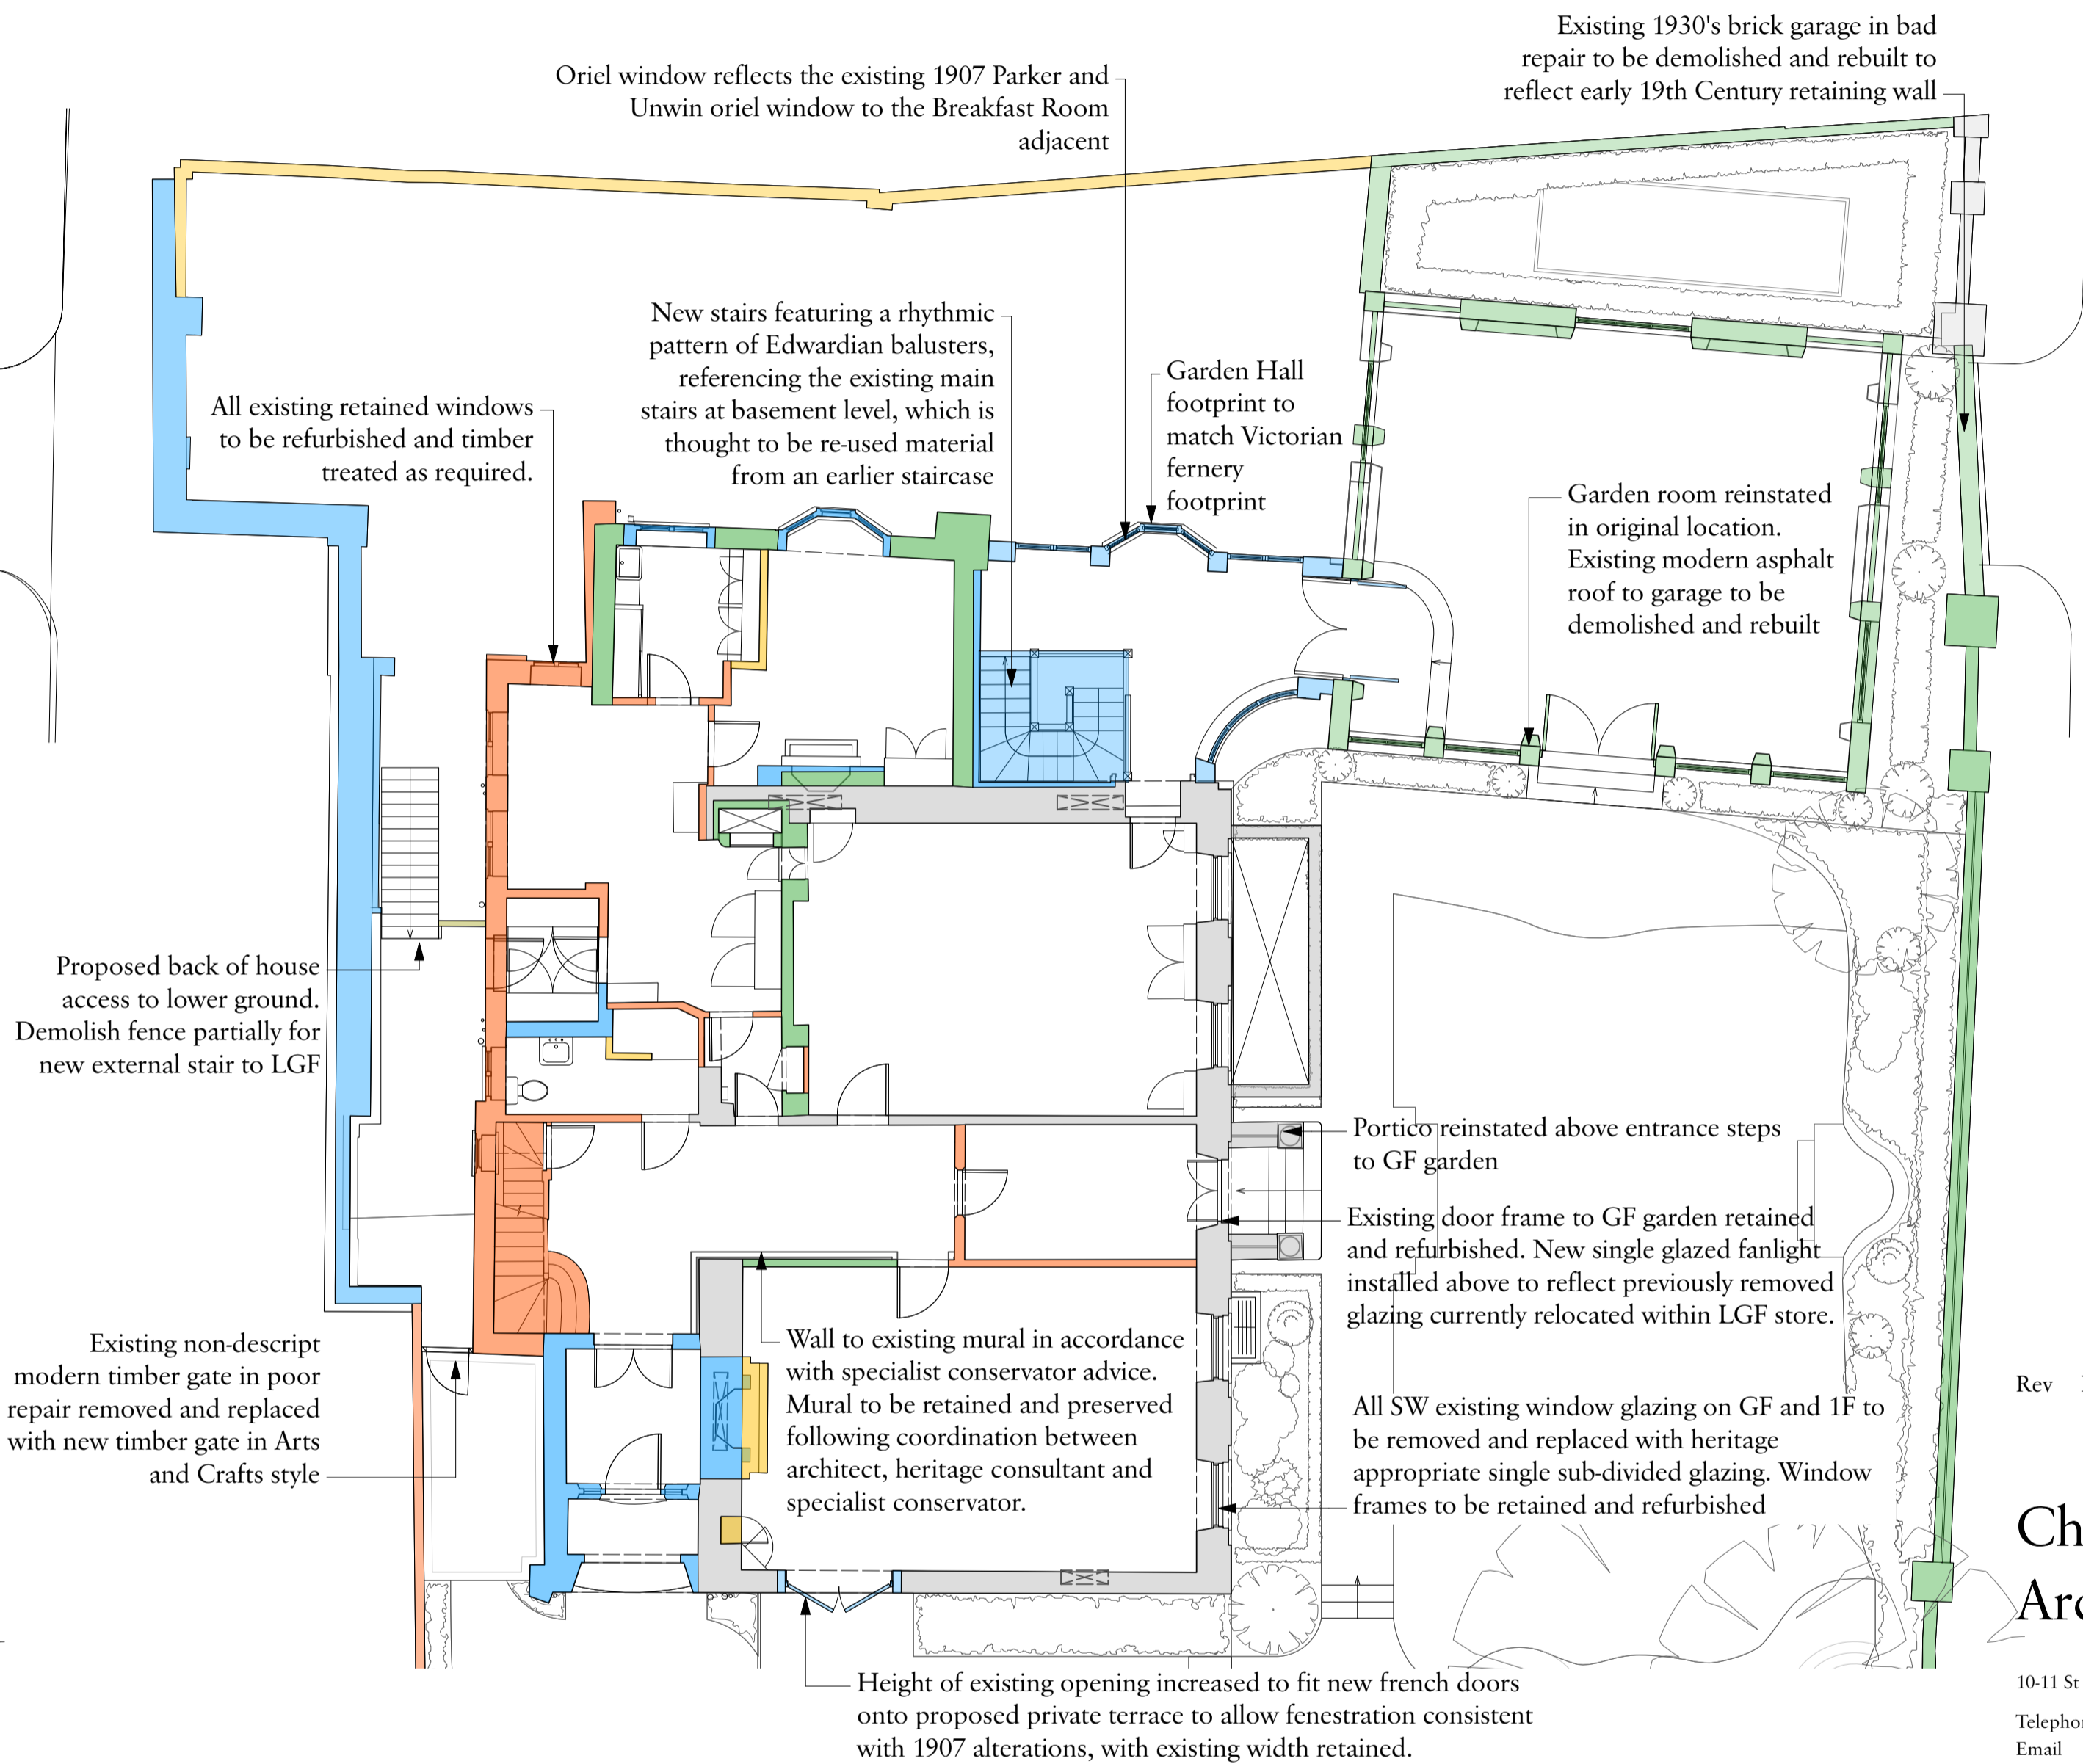 Existing 1930's brick garage in bad
repair to be demolished and rebuilt to
reflect early 19th Century retaining wall
Oriel window reflects the existing 1907 Parker and
Unwin oriel window to the Breakfast Room
adjacent
New stairs featuring a rhythmic
pattern of Edwardian balusters,
referencing the existing main
stairs at basement level, which is
thought to be re-used material
from an earlier staircase
Garden Hall
footprint to
match Victorian
fernery
footprint
All existing retained windows
to be refurbished and timber
treated as required.
Garden room reinstated
in original location.
Existing modern asphalt
roof to garage to be
demolished and rebuilt
Proposed back of house
access to lower ground.
Demolish fence partially for
new external stair to LGF
Portico reinstated above entrance steps
to GF garden
Existing door frame to GF garden retained
and refurbished. New single glazed fanlight
installed above to reflect previously removed
glazing currently relocated within LGF store.
Existing non-descript
modern timber gate in poor
repair removed and replaced
with new timber gate in Arts
and Crafts style
Wall to existing mural in accordance
with specialist conservator advice.
Mural to be retained and preserved
following coordination between
architect, heritage consultant and
specialist conservator.
All SW existing window glazing on GF and 1F to
be removed and replaced with heritage
appropriate single sub-divided glazing. Window
frames to be retained and refurbished
Height of existing opening increased to fit new french doors
onto proposed private terrace to allow fenestration consistent
with 1907 alterations, with existing width retained.
Rev
Ch
Arc
10-11 St
Telepho
Email